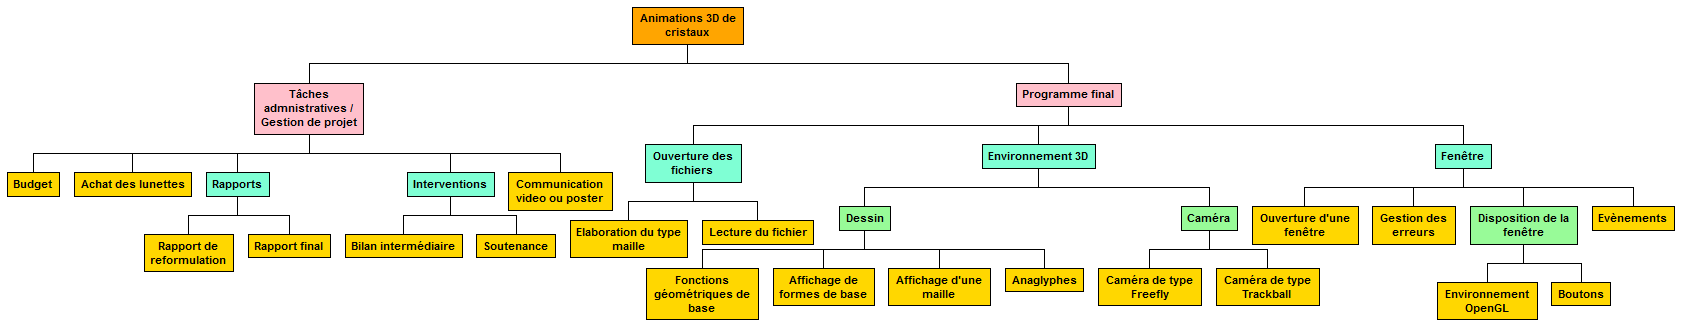 Animations 3D de
cristaux
Tâches
admnistratives /
Gestion de projet
Programme final
Ouverture des
fichiers
Environnement 3D
Fenêtre
Budget
Achat des lunettes
Rapports
Interventions
Communication
video ou poster
Dessin
Caméra
Ouverture d'une
fenêtre
Gestion des
erreurs
Disposition de la
fenêtre
Evènements
Rapport de
reformulation
Rapport final
Bilan intermédiaire
Soutenance
Elaboration du type
maille
Lecture du fichier
Fonctions
géométriques de
base
Affichage de
formes de base
Affichage d'une
maille
Anaglyphes
Caméra de type
Freefly
Caméra de type
Trackball
Environnement
OpenGL
Boutons